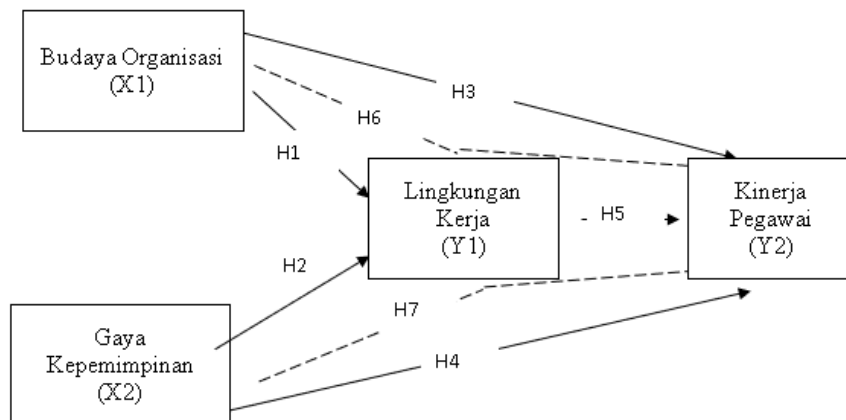 Budaya Organisasi
(X1)
H3
H6
H1
Lingkungan
Kerja
(Y1)
H5
Kinerja
Pegawai
(Y2)
H2
H7
Gaya
Kepemimpinan
(X2)
H4